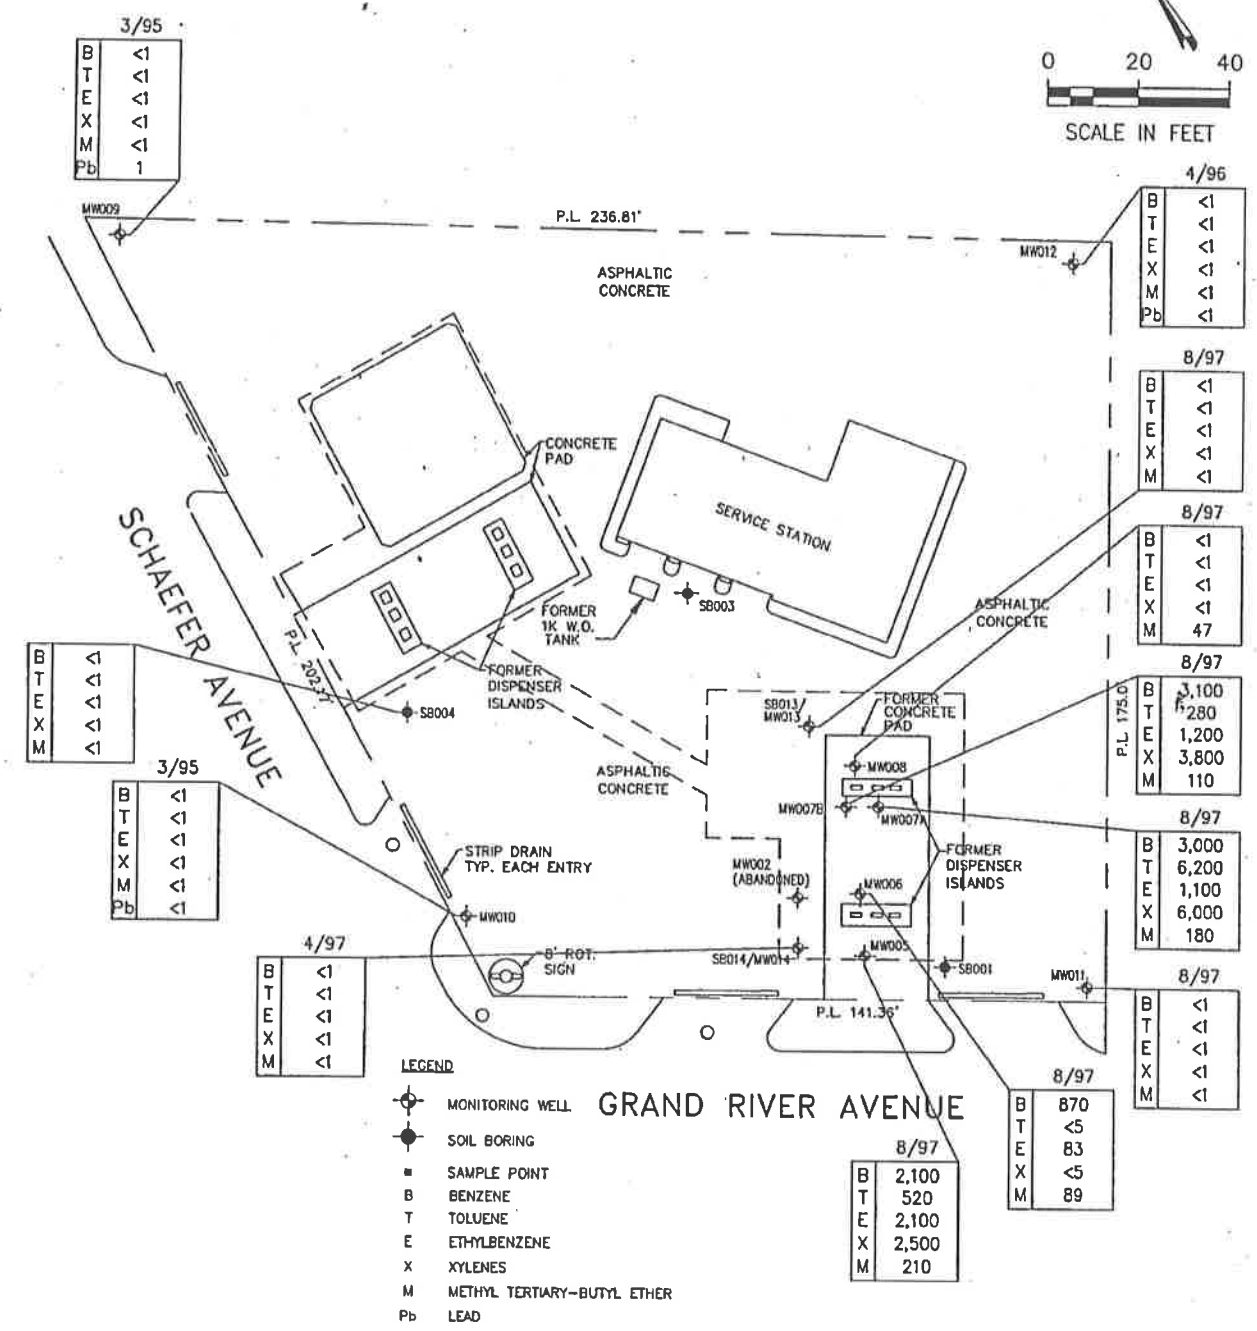 3/95
B <1
T <1
E <1
X <1
M <1
Pb 1
MW009
0 20 40
SCALE IN FEET
P.L. 236.81'
ASPHALTIC
CONCRETE
4/96
B <1
T <1
E <1
X <1
M <1
Pb <1
MW012
8/97
B <1
T <1
E <1
X <1
M <1
CONCRETE
PAD
SERVICE STATION
SCHAEFER AVENUE
P.L. 202.77'
FORMER
1K W.O.
TANK
SB003
ASPHALTIC
CONCRETE
8/97
B <1
T <1
E <1
X <1
M 47
B <1
T <1
E <1
X <1
M <1
SB004
FORMER
DISPENSER
ISLANDS
SB013/
MW013
FORMER
CONCRETE
PAD
P.L. 175.0
8/97
B 3,100
T 280
E 1,200
X 3,800
M 110
3/95
B <1
T <1
E <1
X <1
M <1
Pb <1
ASPHALTIC
CONCRETE
MW008
MW007B
MW007A
8/97
B 3,000
T 6,200
E 1,100
X 6,000
M 180
STRIP DRAIN
TYP. EACH ENTRY
MW002
(ABANDONED)
MW006
FORMER
DISPENSER
ISLANDS
MW010
4/97
B <1
T <1
E <1
X <1
M <1
8' ROT.
SIGN
SB014/MW014
MW005
SB001
MW011
8/97
B <1
T <1
E <1
X <1
M <1
P.L. 141.36'
GRAND RIVER AVENUE
8/97
B 870
T <5
E 83
X <5
M 89
8/97
B 2,100
T 520
E 2,100
X 2,500
M 210
LEGEND
MONITORING WELL
SOIL BORING
SAMPLE POINT
B BENZENE
T TOLUENE
E ETHYLBENZENE
X XYLENES
M METHYL TERTIARY-BUTYL ETHER
Pb LEAD